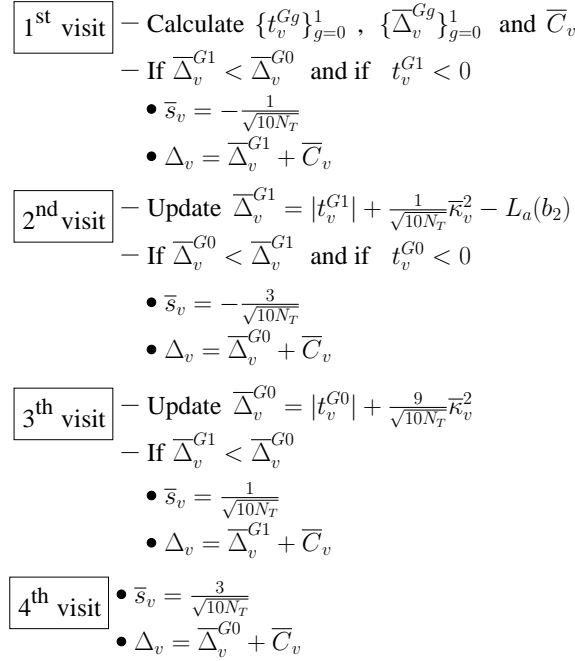 1st visit – Calculate {t_v^{Gg}}_{g=0}^1 , {\overline{Δ}_v^{Gg}}_{g=0}^1 and \overline{C}_v
– If \overline{Δ}_v^{G1} < \overline{Δ}_v^{G0} and if t_v^{G1} < 0
• \overline{s}_v = −\frac{1}{\sqrt{10N_T}}
• Δ_v = \overline{Δ}_v^{G1} + \overline{C}_v
2nd visit – Update \overline{Δ}_v^{G1} = |t_v^{G1}| + \frac{1}{\sqrt{10N_T}}\overline{κ}_v^2 − L_a(b_2)
– If \overline{Δ}_v^{G0} < \overline{Δ}_v^{G1} and if t_v^{G0} < 0
• \overline{s}_v = −\frac{3}{\sqrt{10N_T}}
• Δ_v = \overline{Δ}_v^{G0} + \overline{C}_v
3th visit – Update \overline{Δ}_v^{G0} = |t_v^{G0}| + \frac{9}{\sqrt{10N_T}}\overline{κ}_v^2
– If \overline{Δ}_v^{G1} < \overline{Δ}_v^{G0}
• \overline{s}_v = \frac{1}{\sqrt{10N_T}}
• Δ_v = \overline{Δ}_v^{G1} + \overline{C}_v
4th visit • \overline{s}_v = \frac{3}{\sqrt{10N_T}}
• Δ_v = \overline{Δ}_v^{G0} + \overline{C}_v